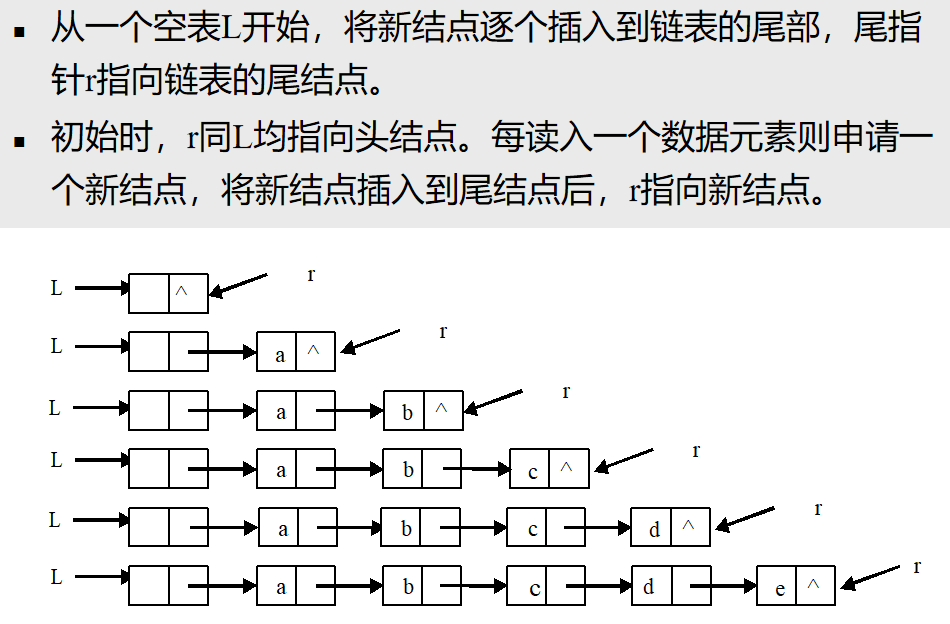 ▪ 从一个空表L开始，将新结点逐个插入到链表的尾部，尾指
针r指向链表的尾结点。
▪ 初始时，r同L均指向头结点。每读入一个数据元素则申请一
个新结点，将新结点插入到尾结点后，r指向新结点。
L ^ r
L a ^ r
L a b ^ r
L a b c ^ r
L a b c d ^ r
L a b c d e ^ r